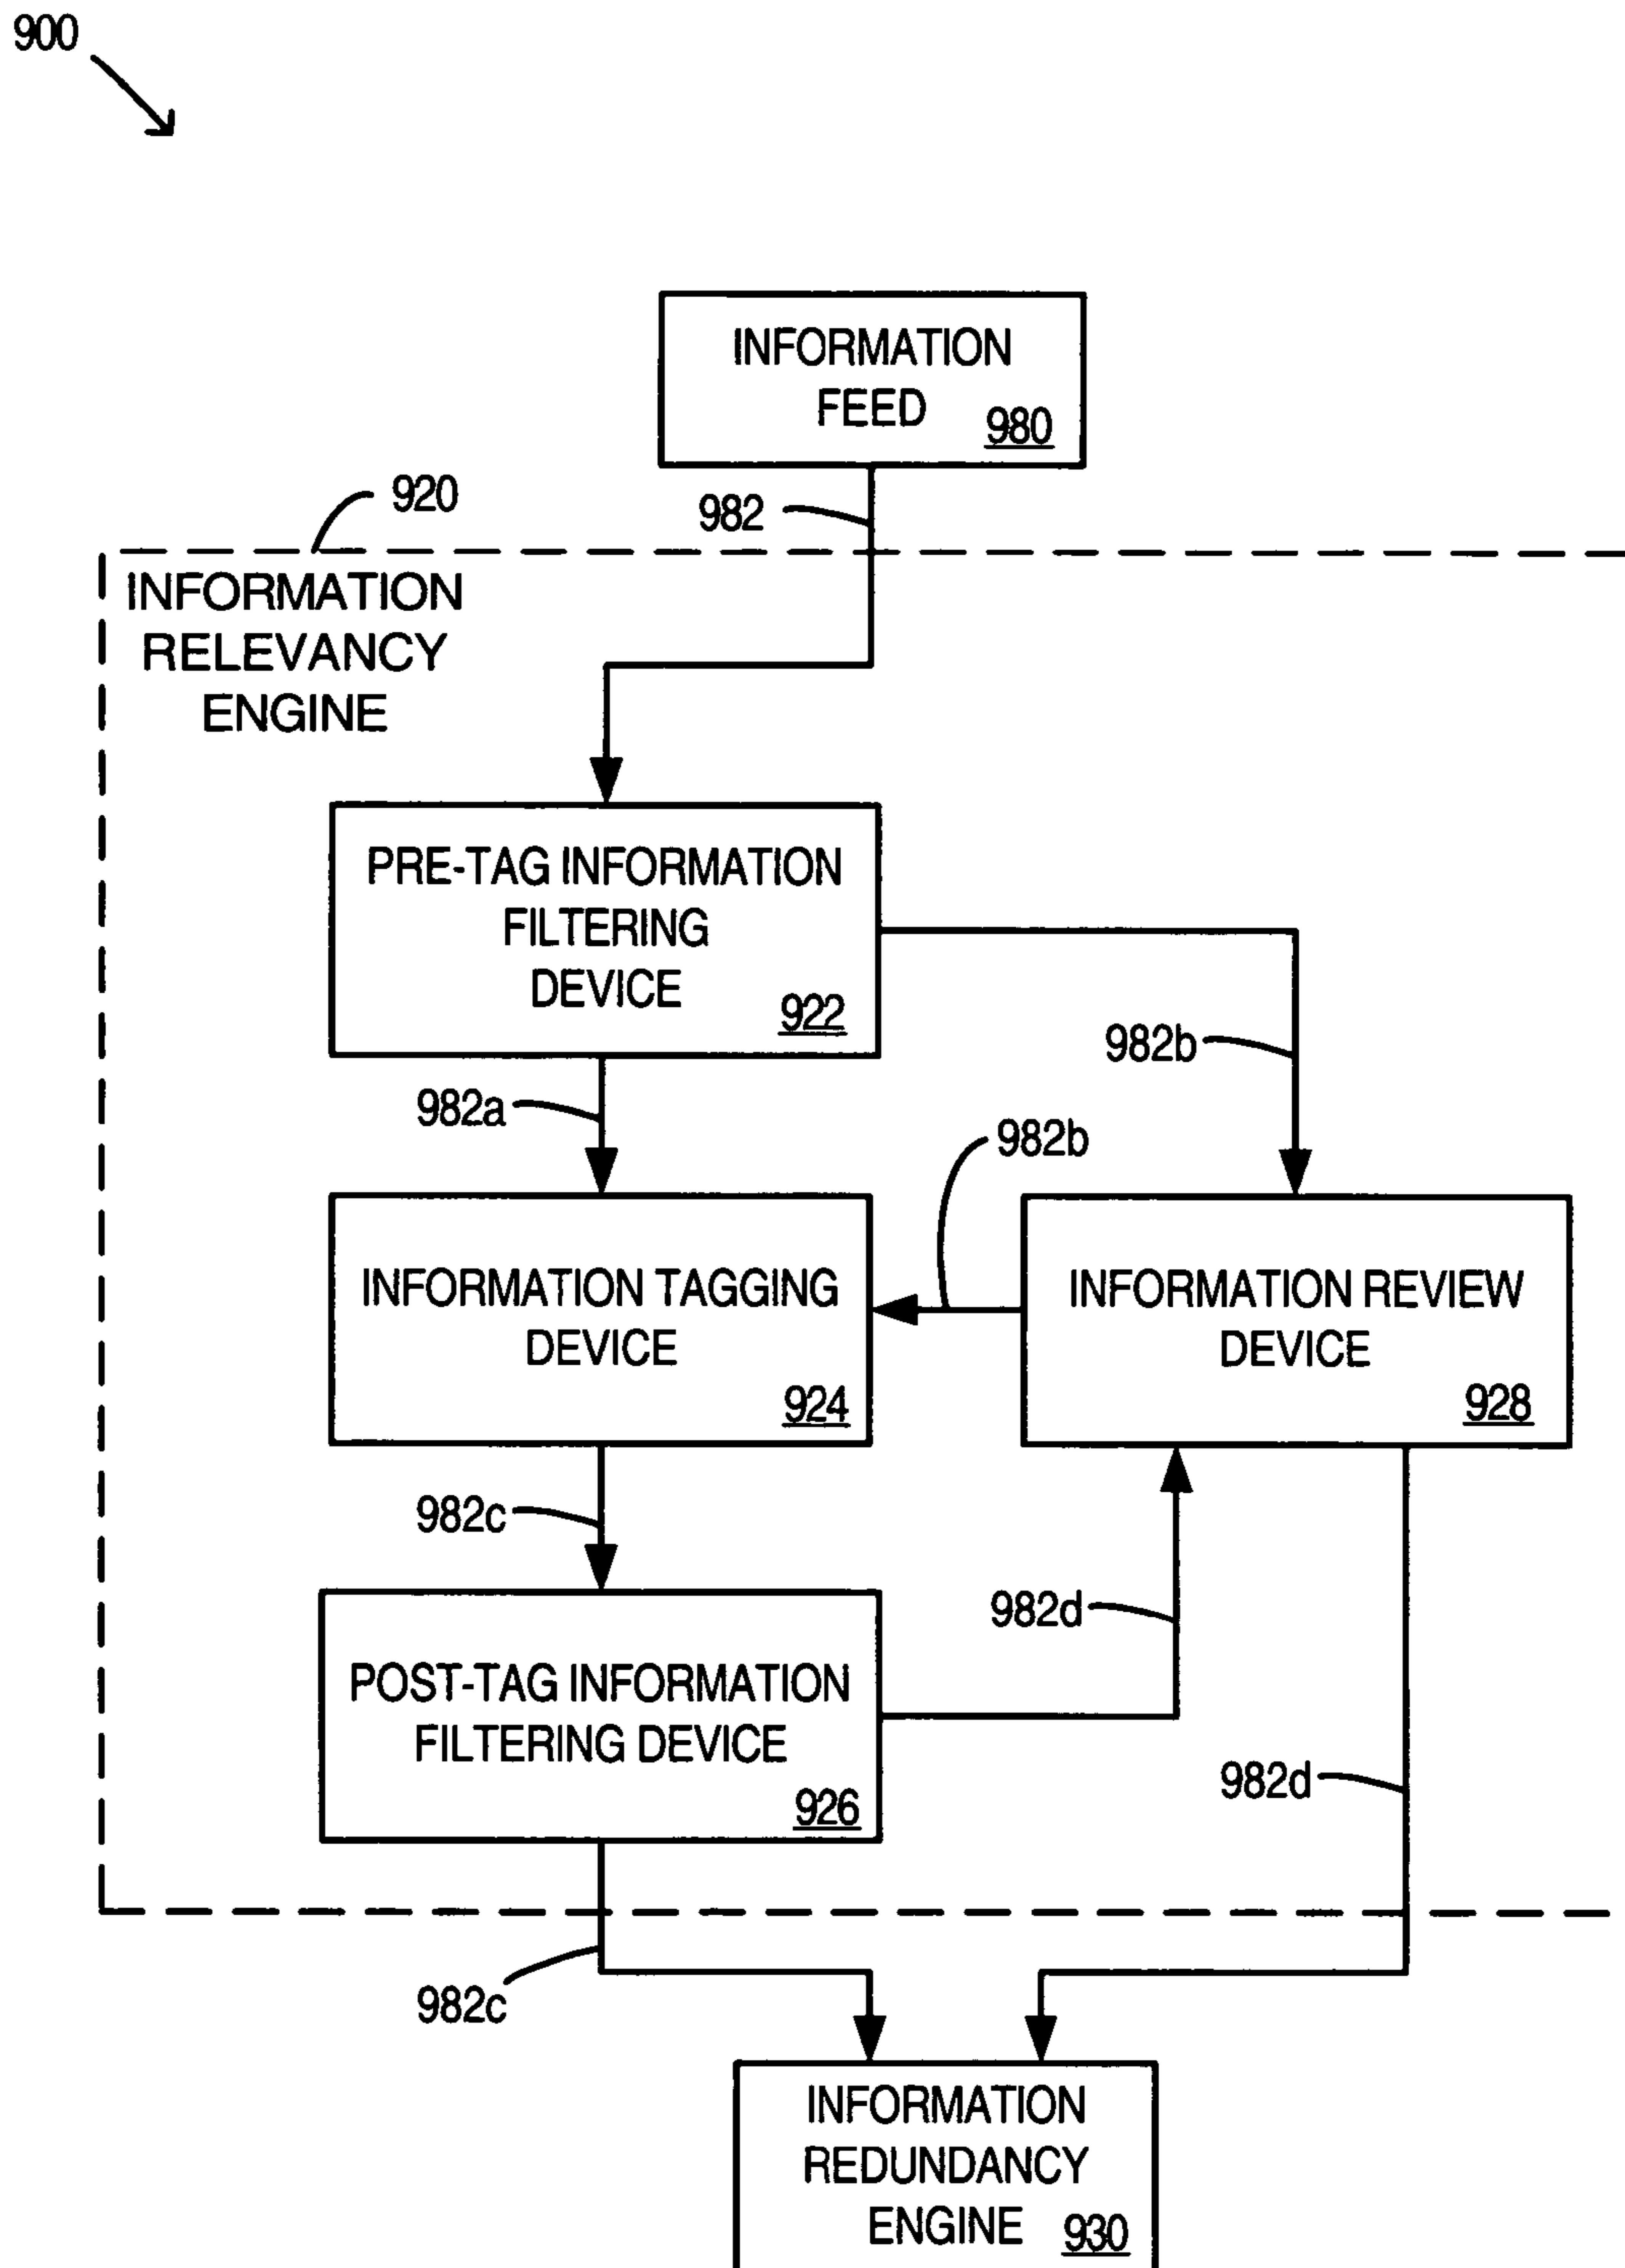 900
INFORMATION
FEED
980
920
982
INFORMATION
RELEVANCY
ENGINE
PRE-TAG INFORMATION
FILTERING
DEVICE
922
982b
982a
982b
INFORMATION TAGGING
DEVICE
924
INFORMATION REVIEW
DEVICE
928
982c
982d
POST-TAG INFORMATION
FILTERING DEVICE
926
982d
982c
INFORMATION
REDUNDANCY
ENGINE
930